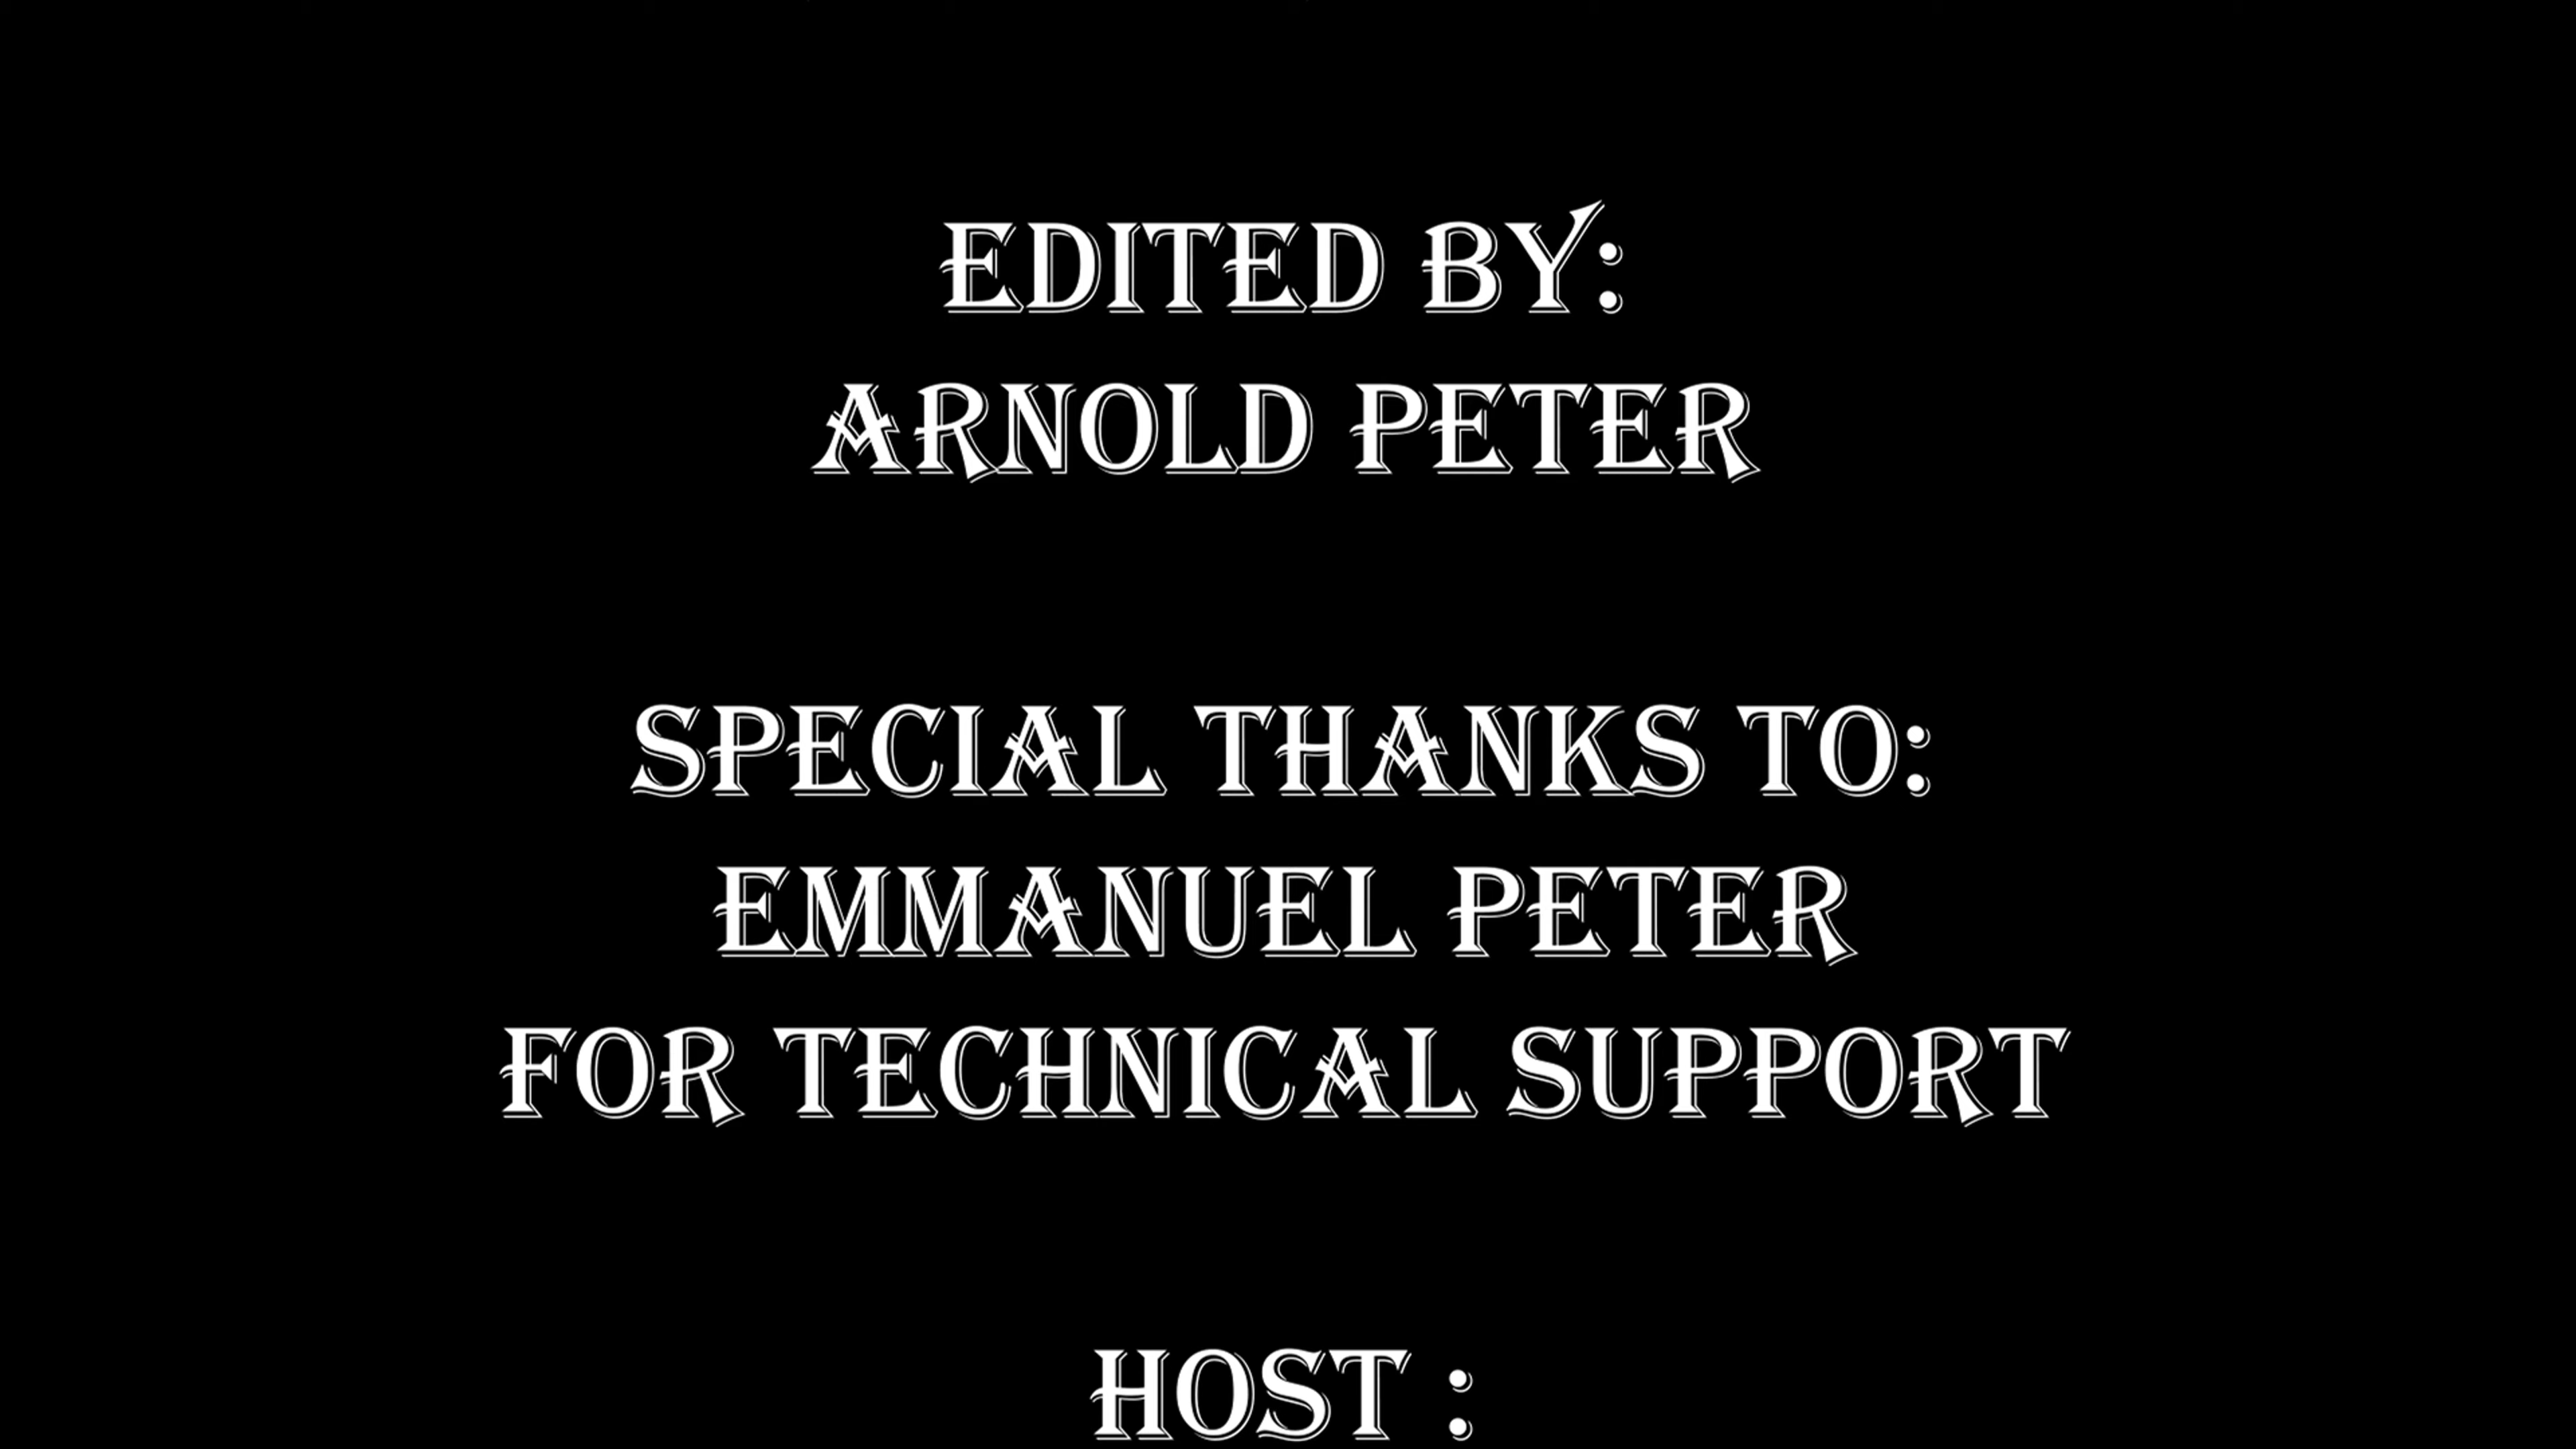 EDITED BY:
ARNOLD PETER
SPECIAL THANKS TO:
EMMANUEL PETER
FOR TECHNICAL SUPPORT
HOST :